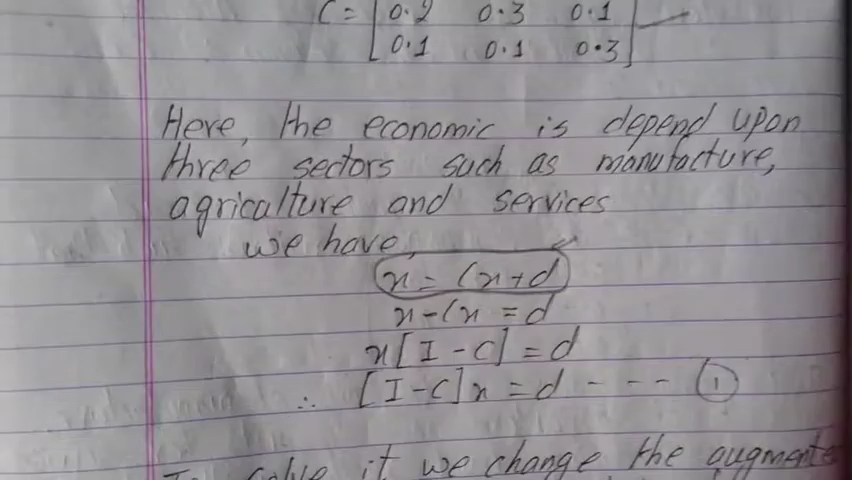 C = [0.2 0.3 0.1
0.1 0.1 0.3]
Here, the economic is depend upon
three sectors such as manufacture,
agriculture and services
we have,
x = Cx+d
x-Cx = d
x[I-C] = d
∴ [I-C]x = d --- ①
To solve it we change the augmente